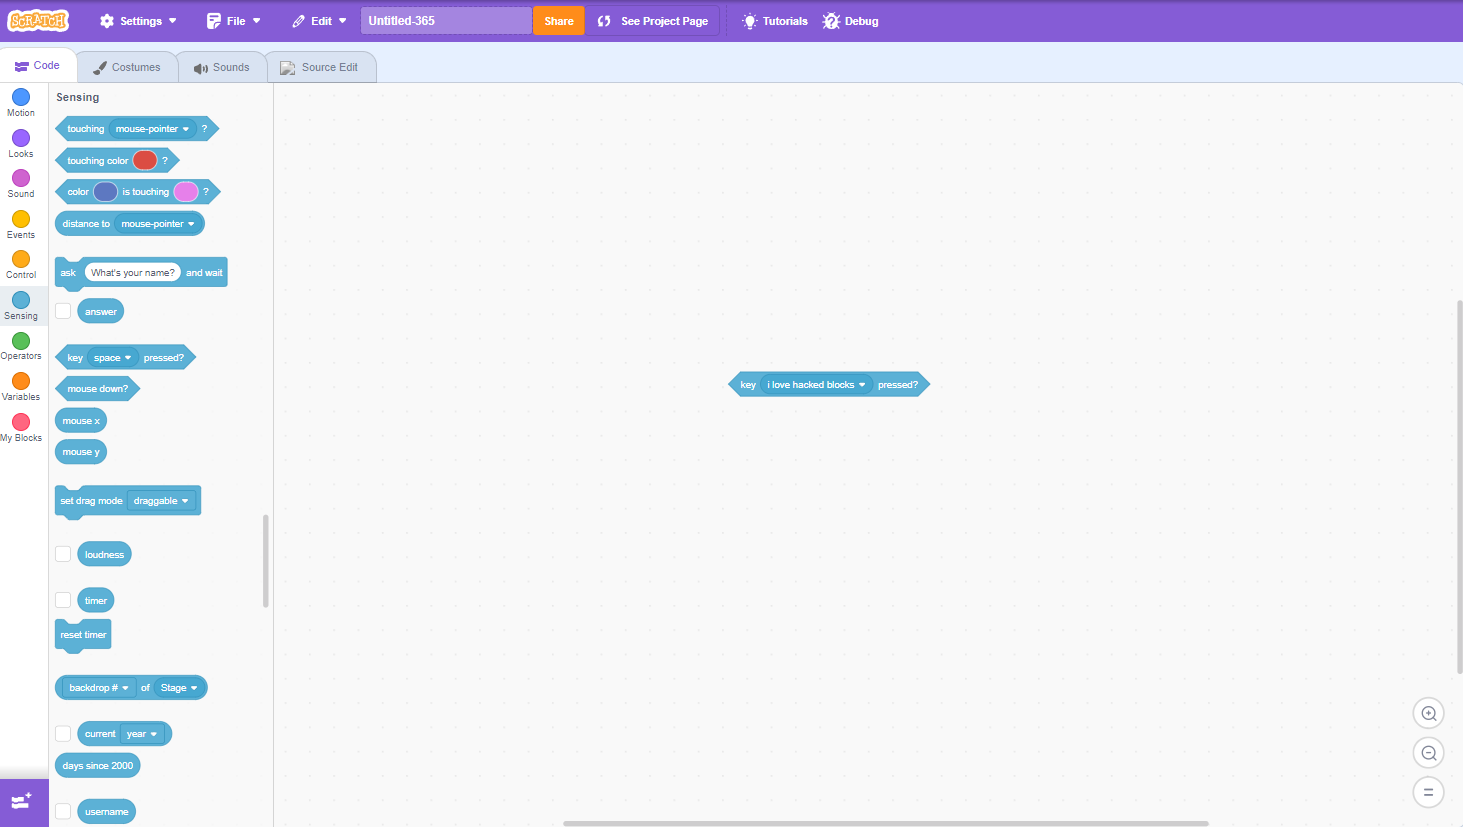 SCRATCH Settings File Edit Untitled-365 Share See Project Page Tutorials Debug
Code Costumes Sounds Source Edit
Motion
Looks
Sound
Events
Control
Sensing
Operators
Variables
My Blocks
Sensing
touching mouse-pointer ?
touching color ?
color is touching ?
distance to mouse-pointer
ask What's your name? and wait
answer
key space pressed?
mouse down?
mouse x
mouse y
set drag mode draggable
loudness
timer
reset timer
backdrop # of Stage
current year
days since 2000
username
key i love hacked blocks pressed?